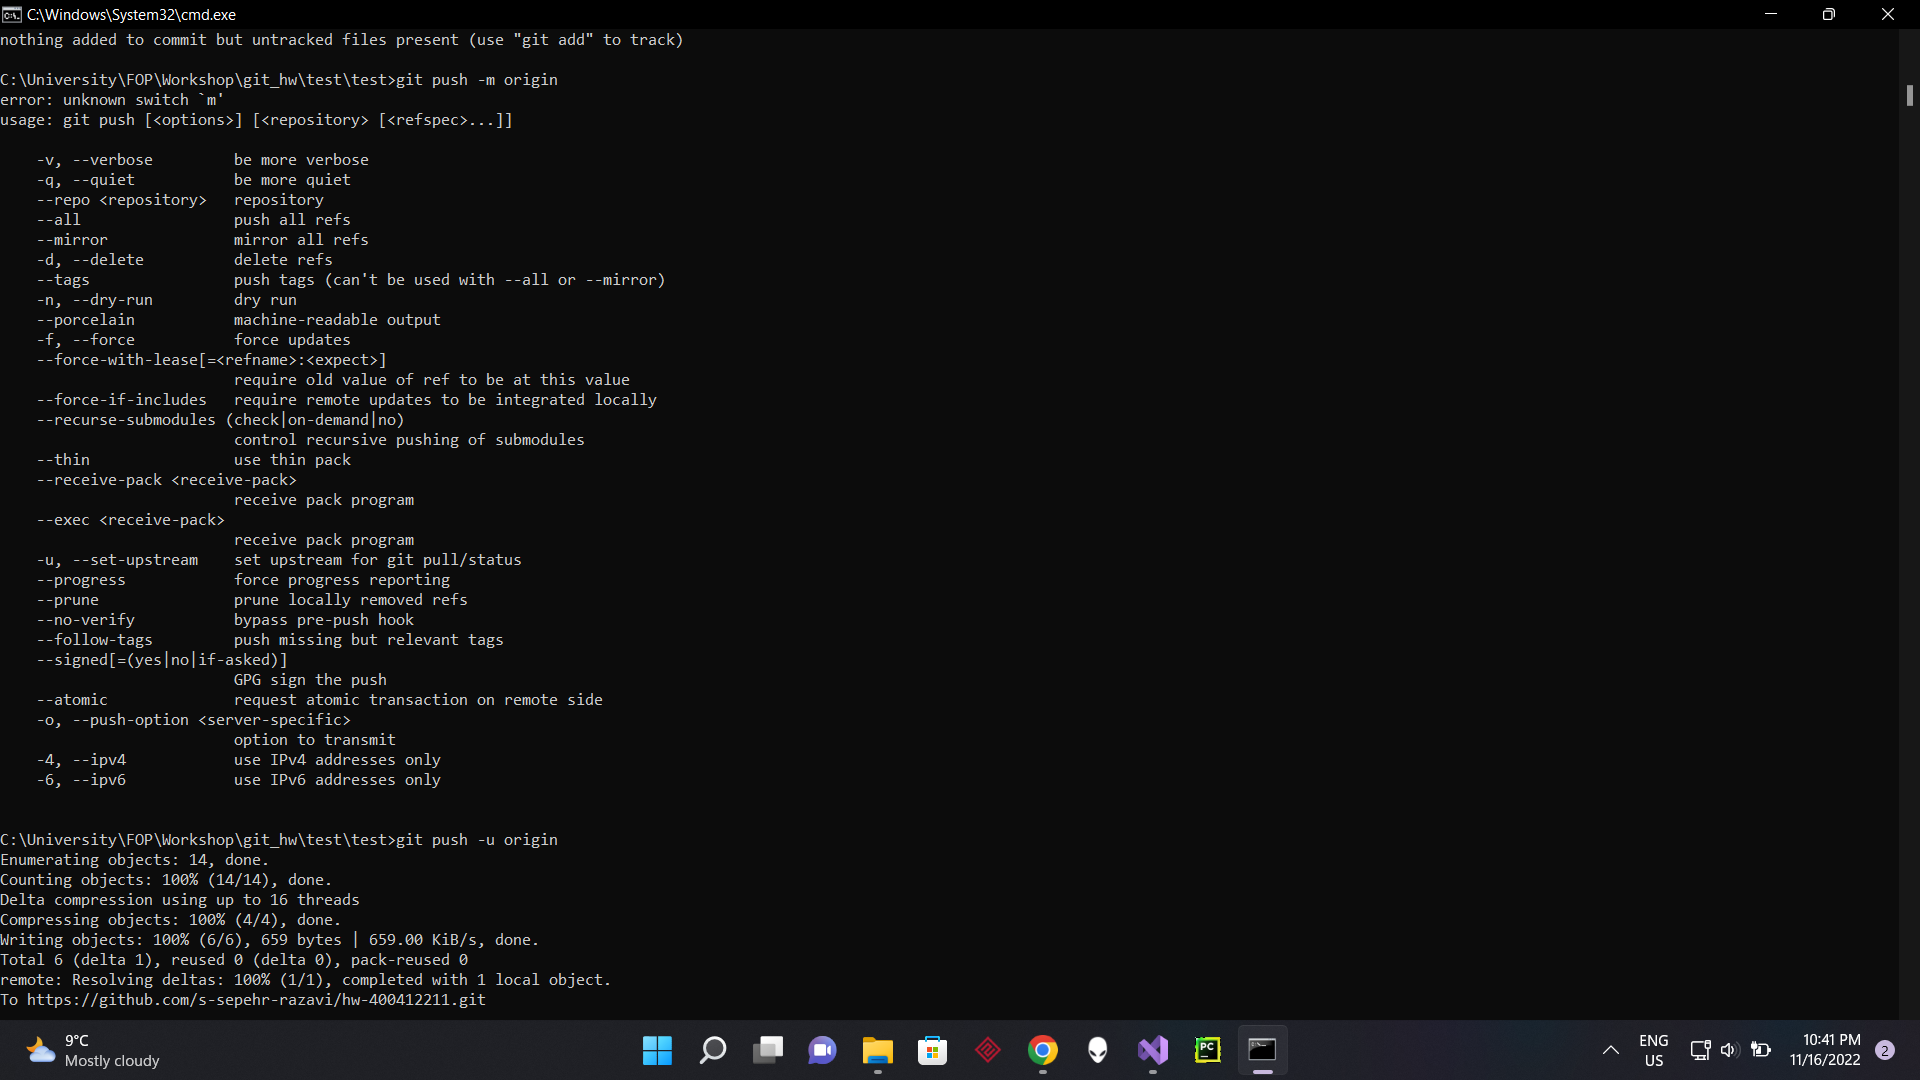 C:\Windows\System32\cmd.exe
nothing added to commit but untracked files present (use "git add" to track)
C:\University\FOP\Workshop\git_hw\test\test>git push -m origin
error: unknown switch `m'
usage: git push [<options>] [<repository> [<refspec>...]]
-v, --verbose be more verbose
-q, --quiet be more quiet
--repo <repository> repository
--all push all refs
--mirror mirror all refs
-d, --delete delete refs
--tags push tags (can't be used with --all or --mirror)
-n, --dry-run dry run
--porcelain machine-readable output
-f, --force force updates
--force-with-lease[=<refname>:<expect>]
require old value of ref to be at this value
--force-if-includes require remote updates to be integrated locally
--recurse-submodules (check|on-demand|no)
control recursive pushing of submodules
--thin use thin pack
--receive-pack <receive-pack>
receive pack program
--exec <receive-pack>
receive pack program
-u, --set-upstream set upstream for git pull/status
--progress force progress reporting
--prune prune locally removed refs
--no-verify bypass pre-push hook
--follow-tags push missing but relevant tags
--signed[=(yes|no|if-asked)]
GPG sign the push
--atomic request atomic transaction on remote side
-o, --push-option <server-specific>
option to transmit
-4, --ipv4 use IPv4 addresses only
-6, --ipv6 use IPv6 addresses only
C:\University\FOP\Workshop\git_hw\test\test>git push -u origin
Enumerating objects: 14, done.
Counting objects: 100% (14/14), done.
Delta compression using up to 16 threads
Compressing objects: 100% (4/4), done.
Writing objects: 100% (6/6), 659 bytes | 659.00 KiB/s, done.
Total 6 (delta 1), reused 0 (delta 0), pack-reused 0
remote: Resolving deltas: 100% (1/1), completed with 1 local object.
To https://github.com/s-sepehr-razavi/hw-400412211.git
9°C
Mostly cloudy
PC
ENG
US
10:41 PM
11/16/2022
2